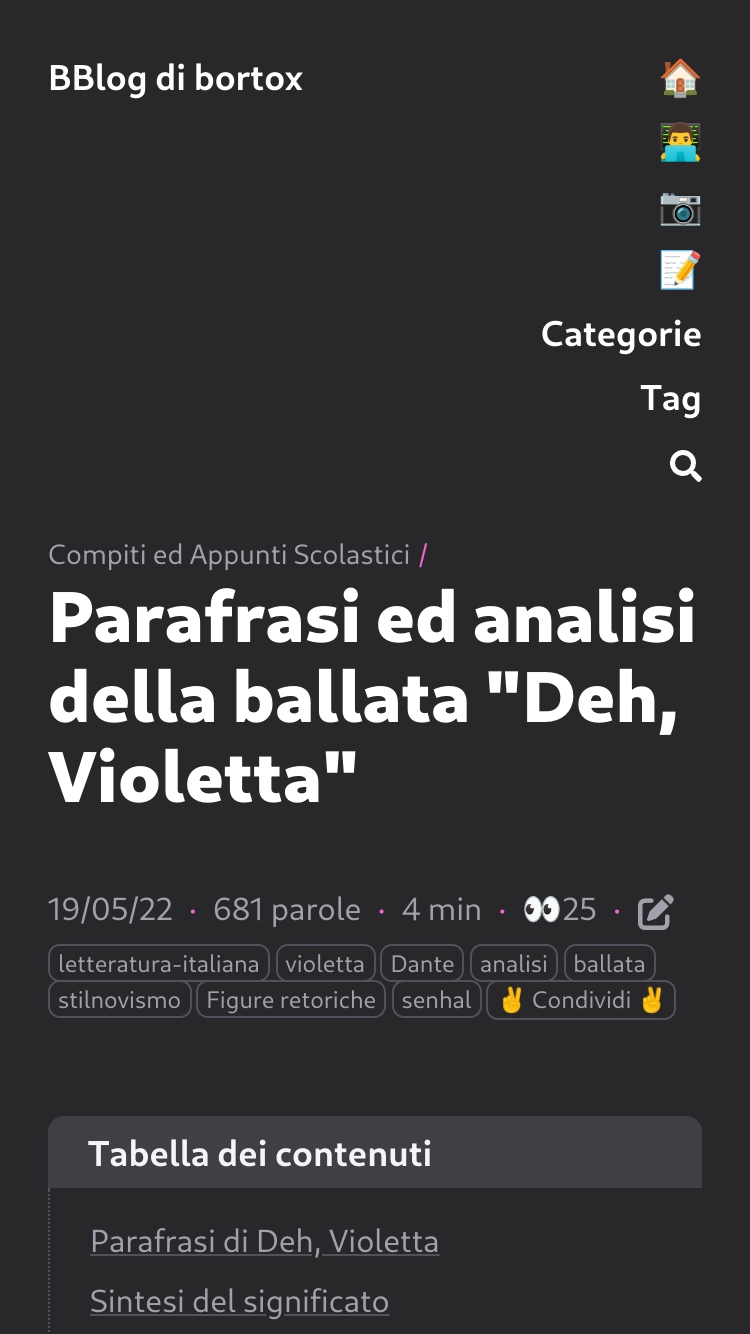 BBlog di bortox
Categorie
Tag
Compiti ed Appunti Scolastici /
Parafrasi ed analisi
della ballata "Deh,
Violetta"
19/05/22 · 681 parole · 4 min · 👀25 ·
letteratura-italiana violetta Dante analisi ballata
stilnovismo Figure retoriche senhal ✌️ Condividi ✌️
Tabella dei contenuti
Parafrasi di Deh, Violetta
Sintesi del significato